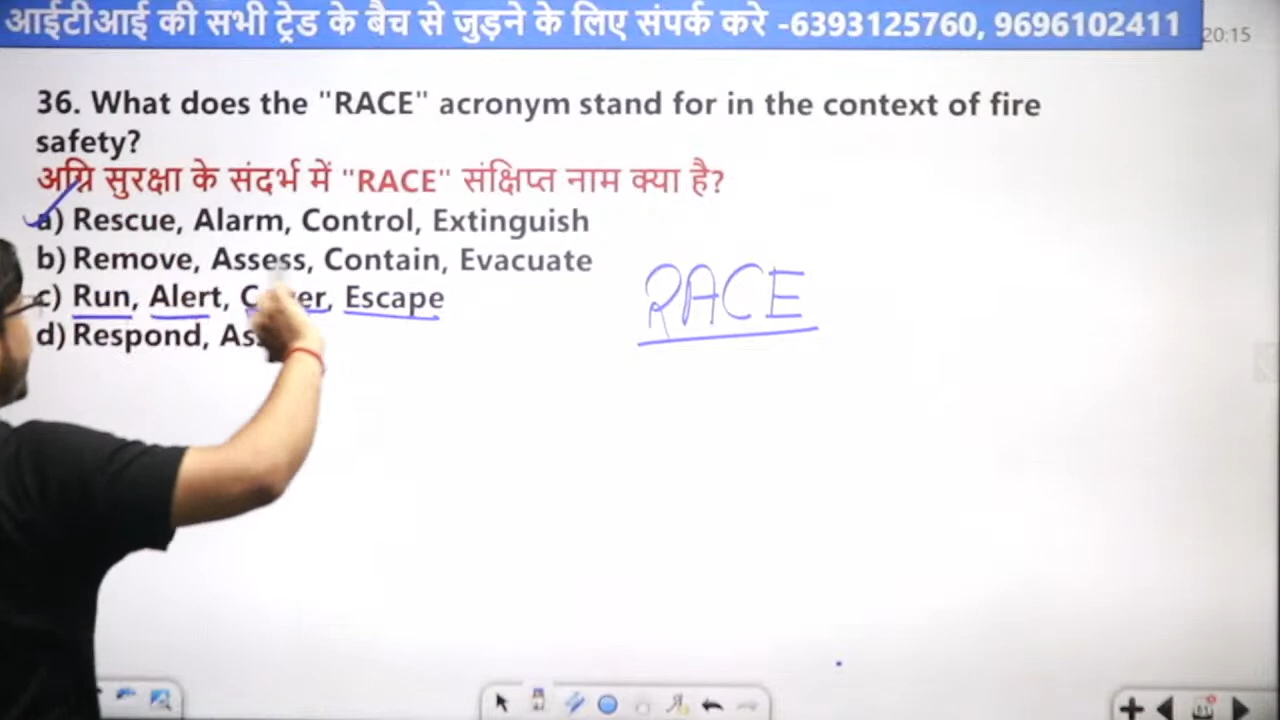 आईटीआई की सभी ट्रेड के बैच से जुड़ने के लिए संपर्क करे -6393125760, 9696102411
20:15
36. What does the "RACE" acronym stand for in the context of fire
safety?
अग्नि सुरक्षा के संदर्भ में "RACE" संक्षिप्त नाम क्या है?
a) Rescue, Alarm, Control, Extinguish
b) Remove, Assess, Contain, Evacuate
c) Run, Alert, Escape
d) Respond,
RACE